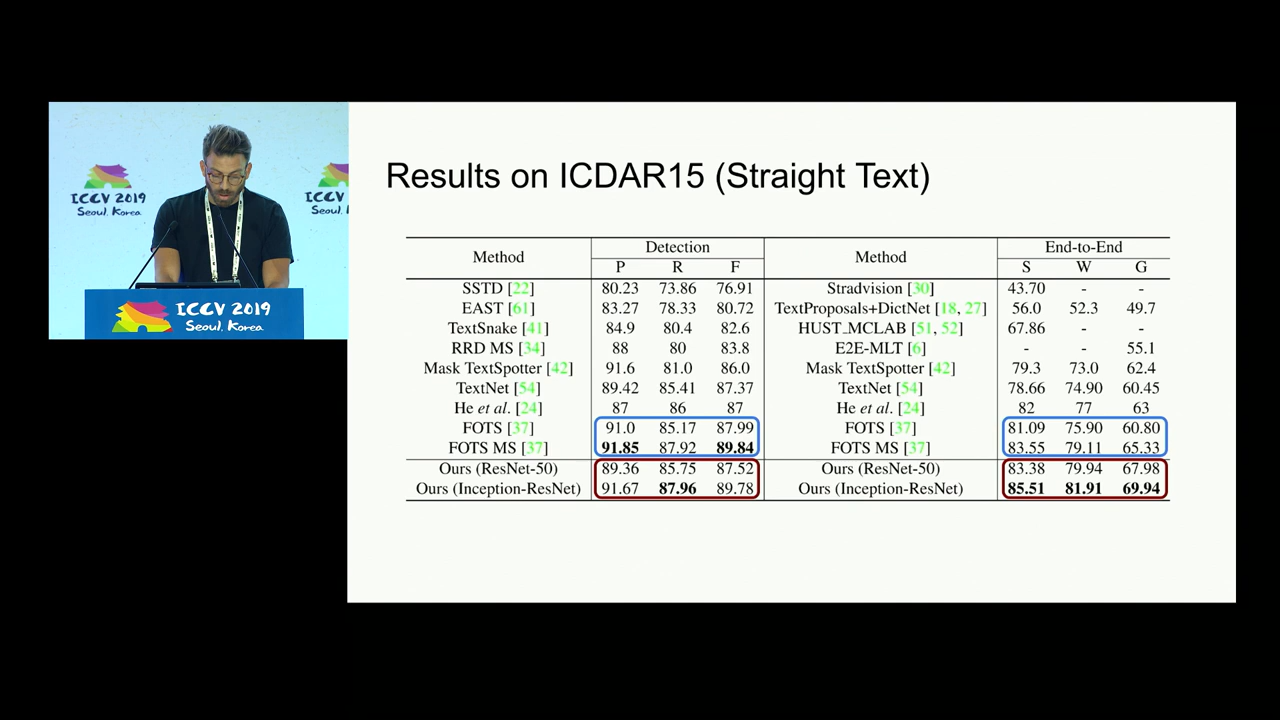 ICCV 2019
Seoul, Korea
ICCV 2019
Seoul, Korea
Results on ICDAR15 (Straight Text)
Method Detection Method End-to-End
P R F S W G
SSTD [22] 80.23 73.86 76.91 Stradvision [30] 43.70 - -
EAST [61] 83.27 78.33 80.72 TextProposals+DictNet [18, 27] 56.0 52.3 49.7
TextSnake [41] 84.9 80.4 82.6 HUST_MCLAB [51, 52] 67.86 - -
RRD MS [34] 88 80 83.8 E2E-MLT [6] - - 55.1
Mask TextSpotter [42] 91.6 81.0 86.0 Mask TextSpotter [42] 79.3 73.0 62.4
TextNet [54] 89.42 85.41 87.37 TextNet [54] 78.66 74.90 60.45
He et al. [24] 87 86 87 He et al. [24] 82 77 63
FOTS [37] 91.0 85.17 87.99 FOTS [37] 81.09 75.90 60.80
FOTS MS [37] 91.85 87.92 89.84 FOTS MS [37] 83.55 79.11 65.33
Ours (ResNet-50) 89.36 85.75 87.52 Ours (ResNet-50) 83.38 79.94 67.98
Ours (Inception-ResNet) 91.67 87.96 89.78 Ours (Inception-ResNet) 85.51 81.91 69.94